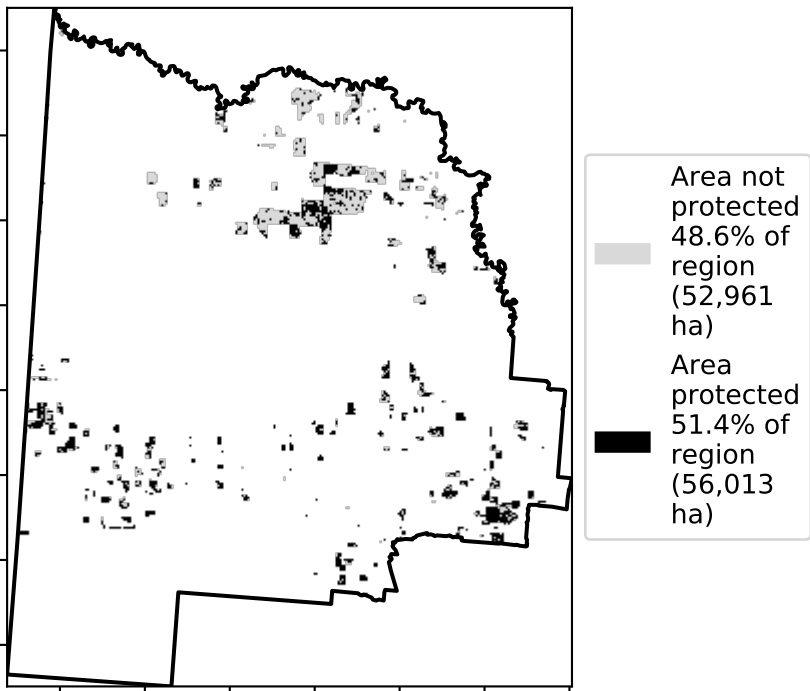 Area not
protected
48.6% of
region
(52,961
ha)
Area
protected
51.4% of
region
(56,013
ha)